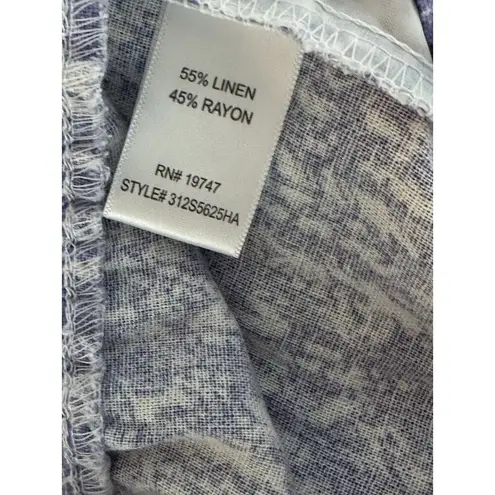 55% LINEN
45% RAYON
RN# 19747
STYLE# 312S5625HA